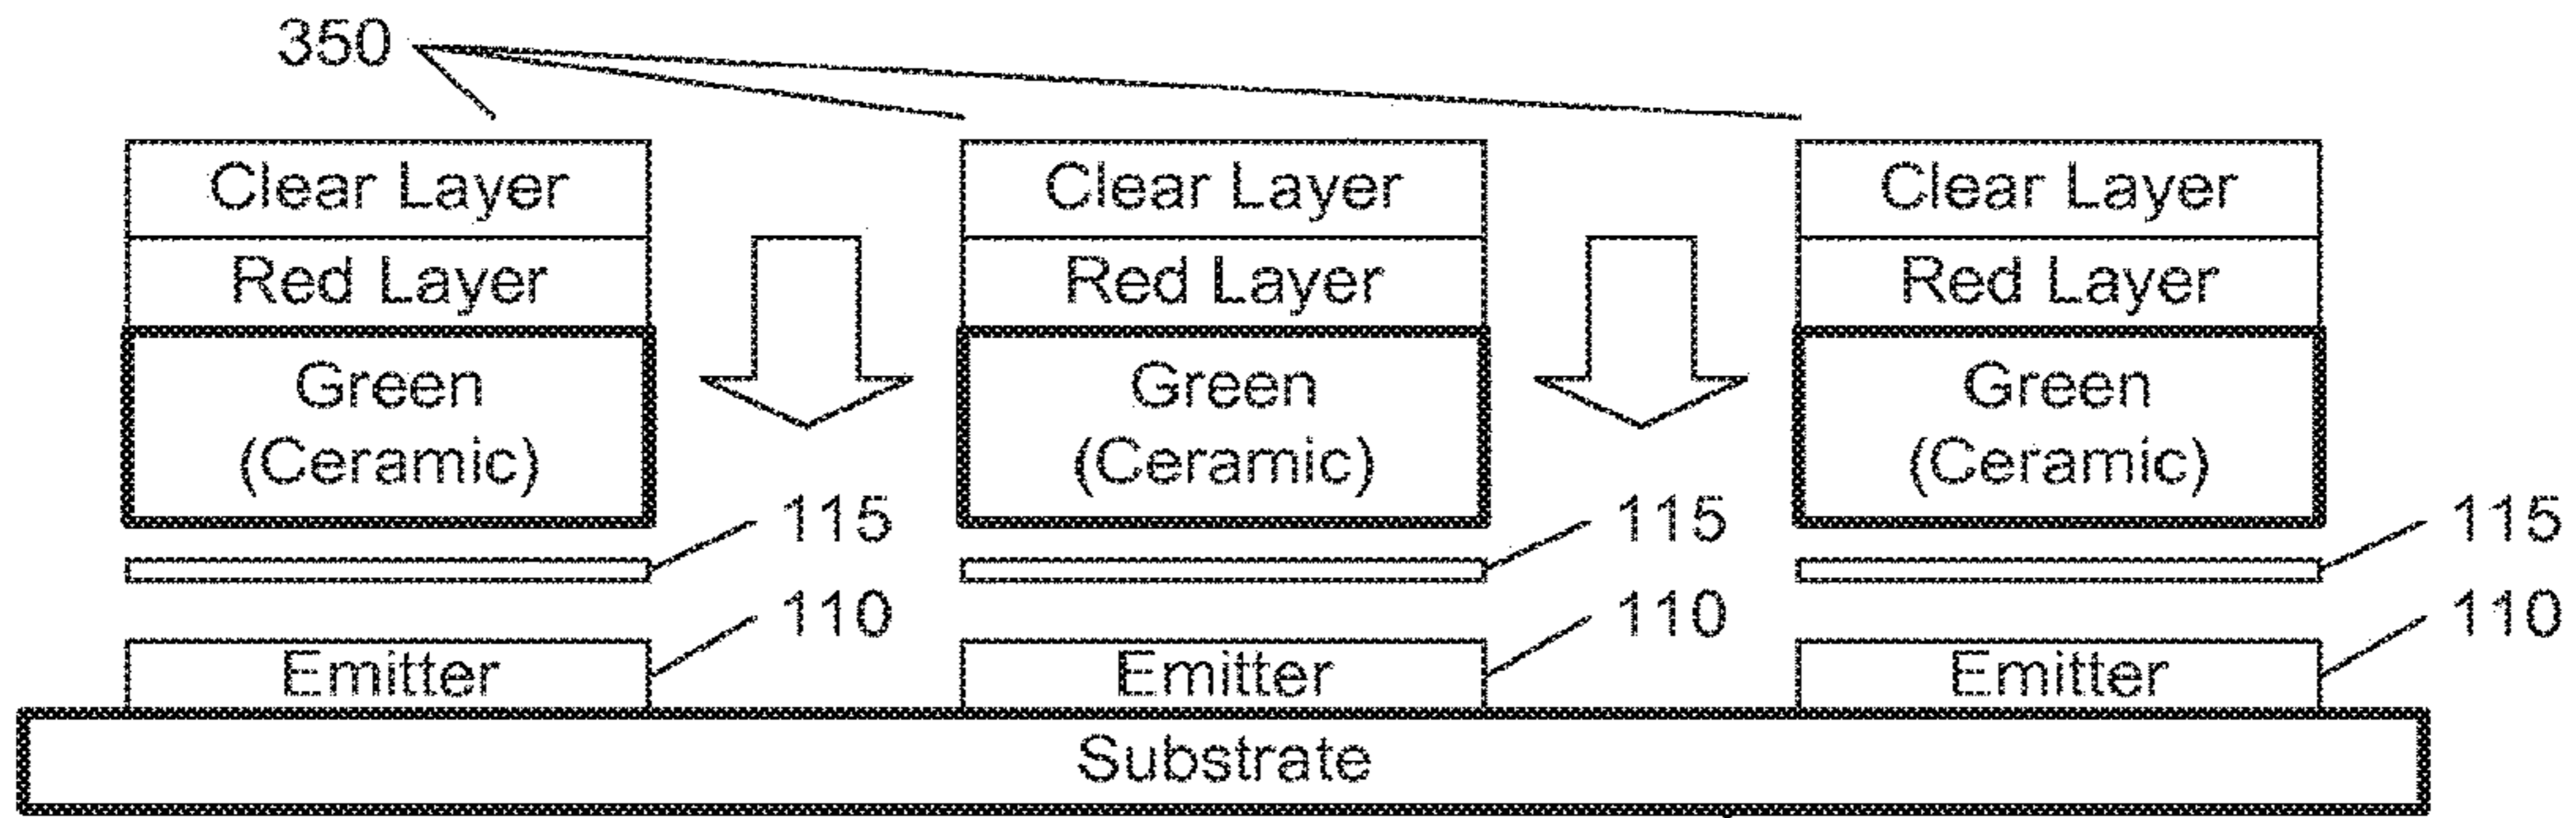 350
Clear Layer Clear Layer Clear Layer
Red Layer Red Layer Red Layer
Green Green Green
(Ceramic) (Ceramic) (Ceramic)
115 115 115
110 110 110
Emitter Emitter Emitter
Substrate